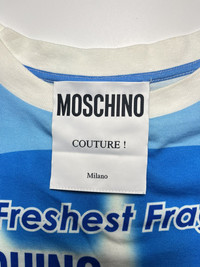 MOSCHINO
COUTURE !
Milano
Freshest Frag